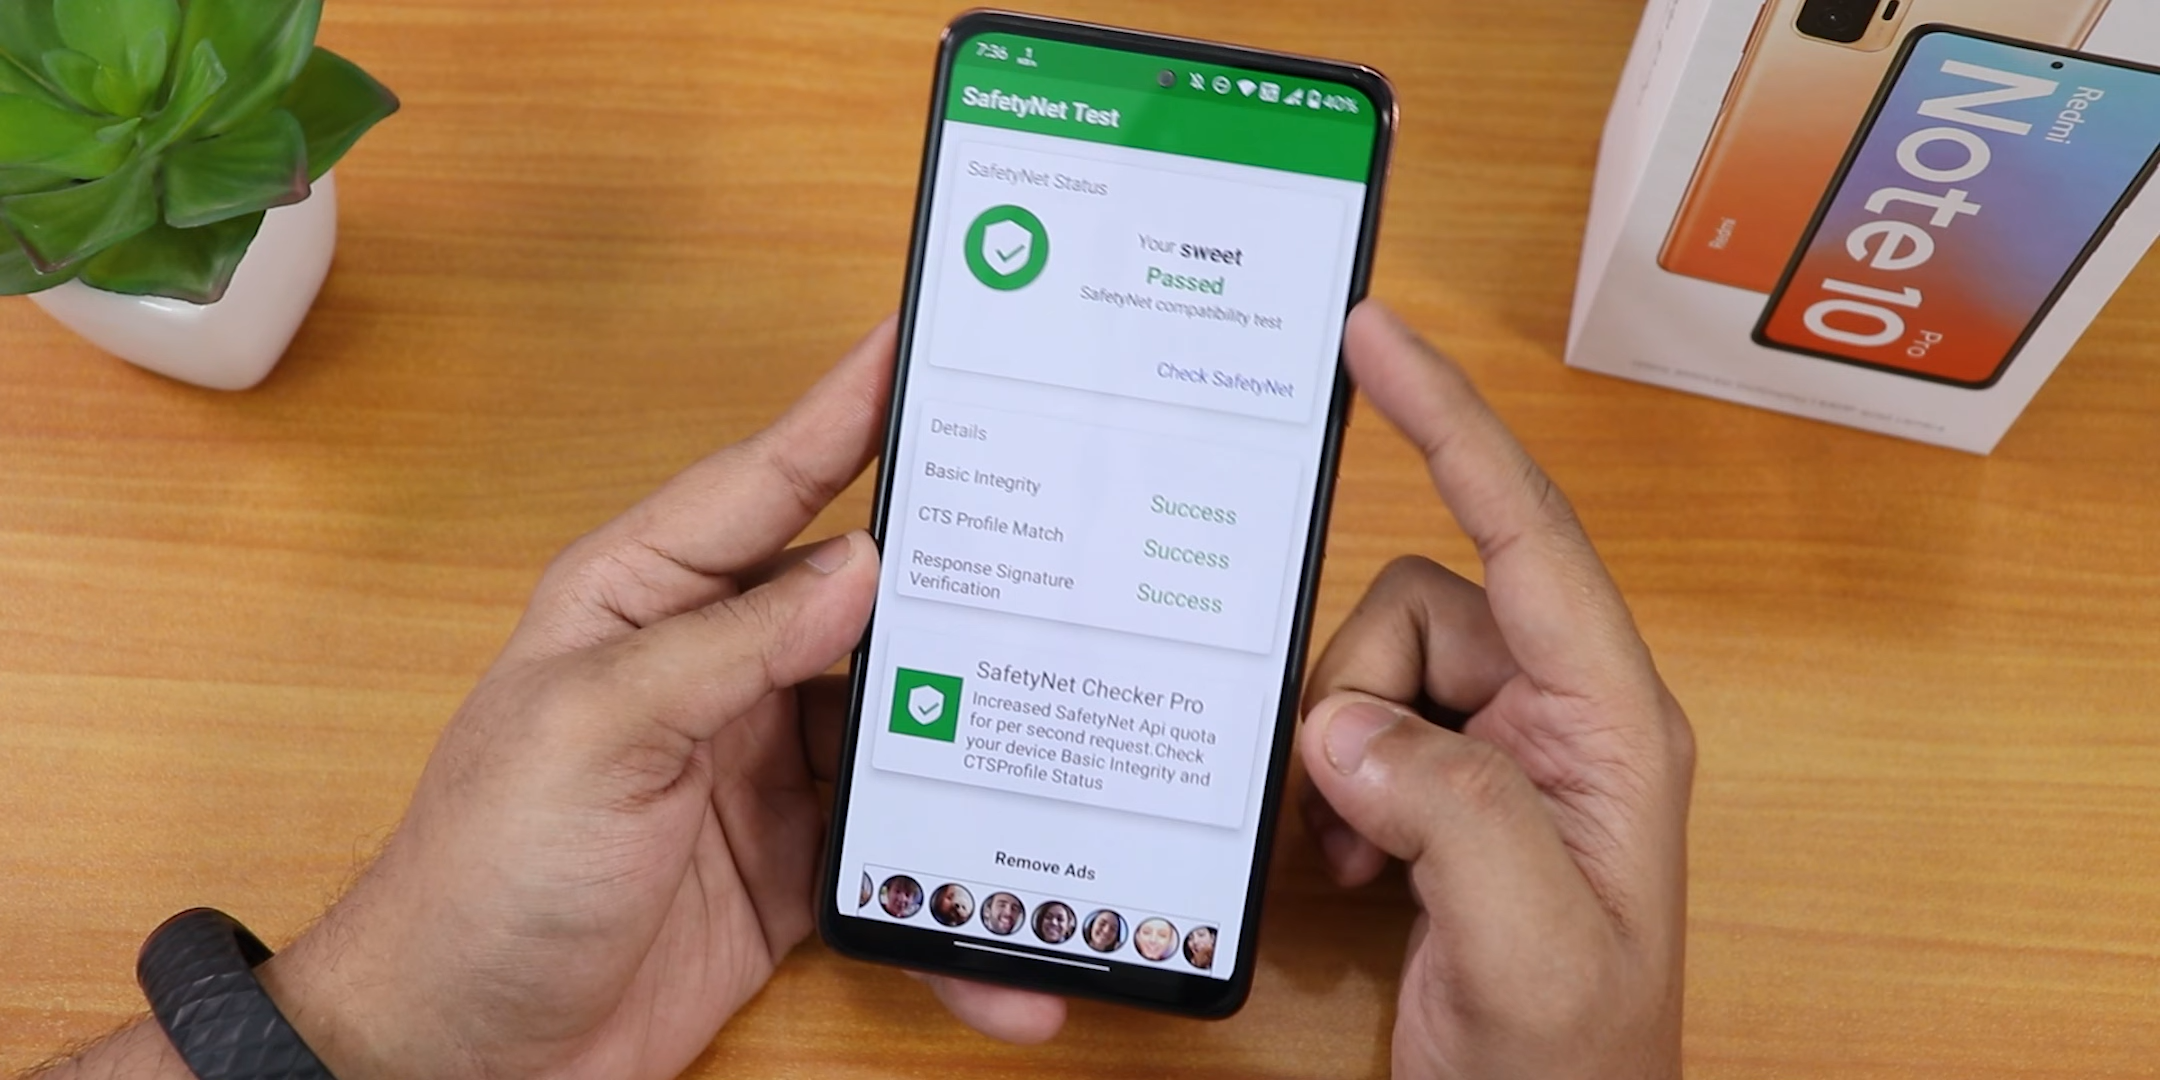 7:36
40%
SafetyNet Test
SafetyNet Status
Your sweet
Passed
SafetyNet compatibility test
Check SafetyNet
Details
Basic Integrity
Success
CTS Profile Match
Success
Response Signature
Verification
Success
SafetyNet Checker Pro
Increased SafetyNet Api quota
for per second request.Check
your device Basic Integrity and
CTSProfile Status
Remove Ads
Redmi
Note 10
Pro
Redmi